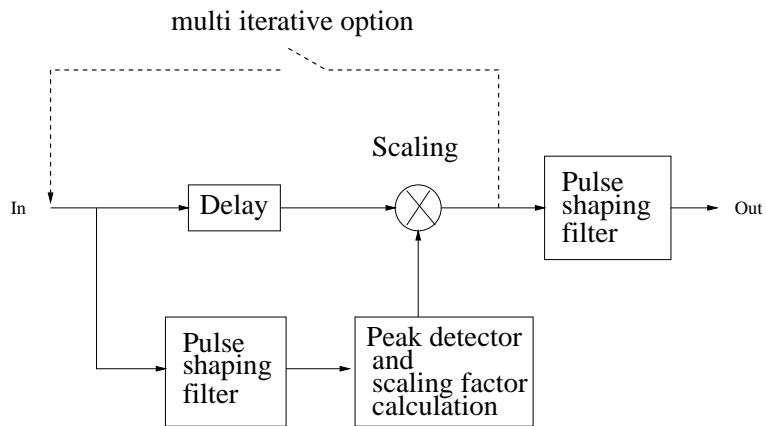 multi iterative option
Scaling
In
Delay
Pulse
shaping
filter
Out
Pulse
shaping
filter
Peak detector
and
scaling factor
calculation